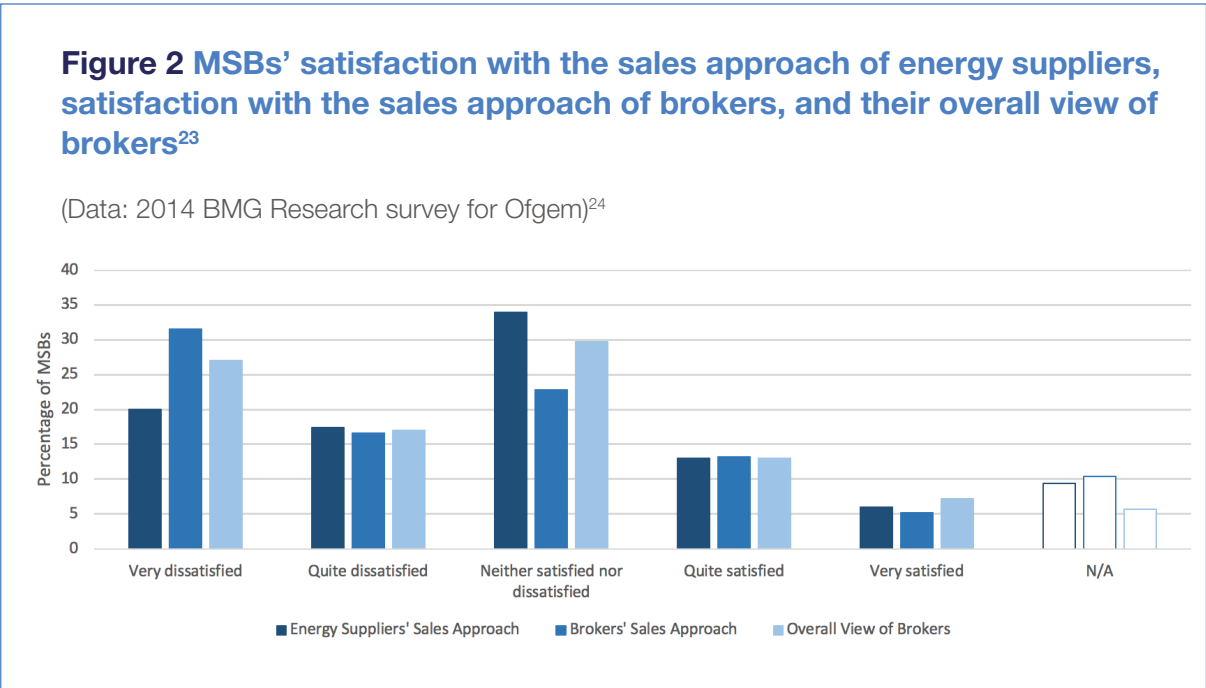 Figure 2 MSBs’ satisfaction with the sales approach of energy suppliers,
satisfaction with the sales approach of brokers, and their overall view of
brokers23
(Data: 2014 BMG Research survey for Ofgem)24
Percentage of MSBs
40
35
30
25
20
15
10
5
0
Very dissatisfied
Quite dissatisfied
Neither satisfied nor
dissatisfied
Quite satisfied
Very satisfied
N/A
Energy Suppliers' Sales Approach
Brokers' Sales Approach
Overall View of Brokers